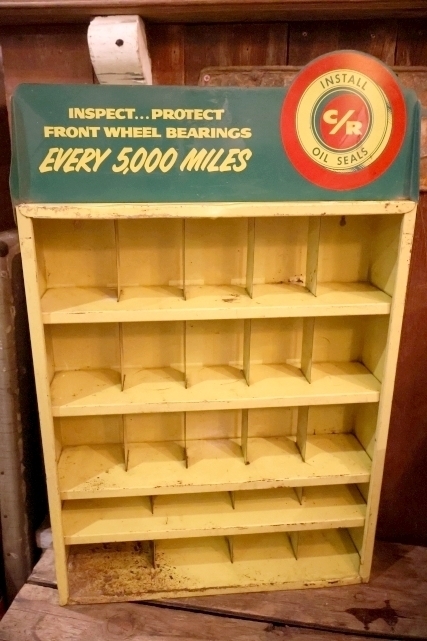 INSPECT...PROTECT
FRONT WHEEL BEARINGS
EVERY 5,000 MILES
INSTALL
C/R
OIL SEALS